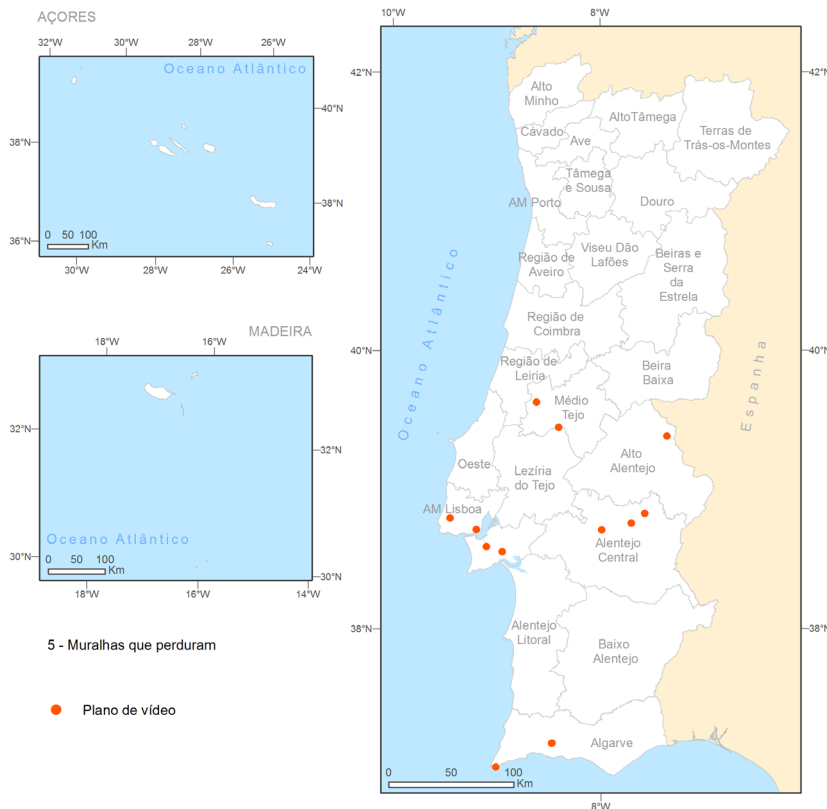 AÇORES
32°W
30°W
28°W
26°W
Oceano Atlântico
40°N
38°N
38°N
36°N
0 50 100
Km
30°W
28°W
26°W
24°W
MADEIRA
18°W
16°W
32°N
32°N
Oceano Atlântico
30°N
30°N
0 50 100
Km
18°W
16°W
14°W
5 - Muralhas que perduram
Plano de vídeo
10°W
8°W
42°N
42°N
Alto
Minho
Cávado
Ave
AltoTâmega
Terras de
Trás-os-Montes
Tâmega
e Sousa
AM Porto
Douro
Região de
Aveiro
Viseu Dão
Lafões
Beiras e
Serra
da
Estrela
Região de
Coimbra
40°N
40°N
Região de
Leiria
Beira
Baixa
Médio
Tejo
Oceano Atlântico
Espanha
Alto
Alentejo
Oeste
Lezíria
do Tejo
AM Lisboa
Alentejo
Central
38°N
38°N
Alentejo
Litoral
Baixo
Alentejo
Algarve
0 50 100
Km
8°W